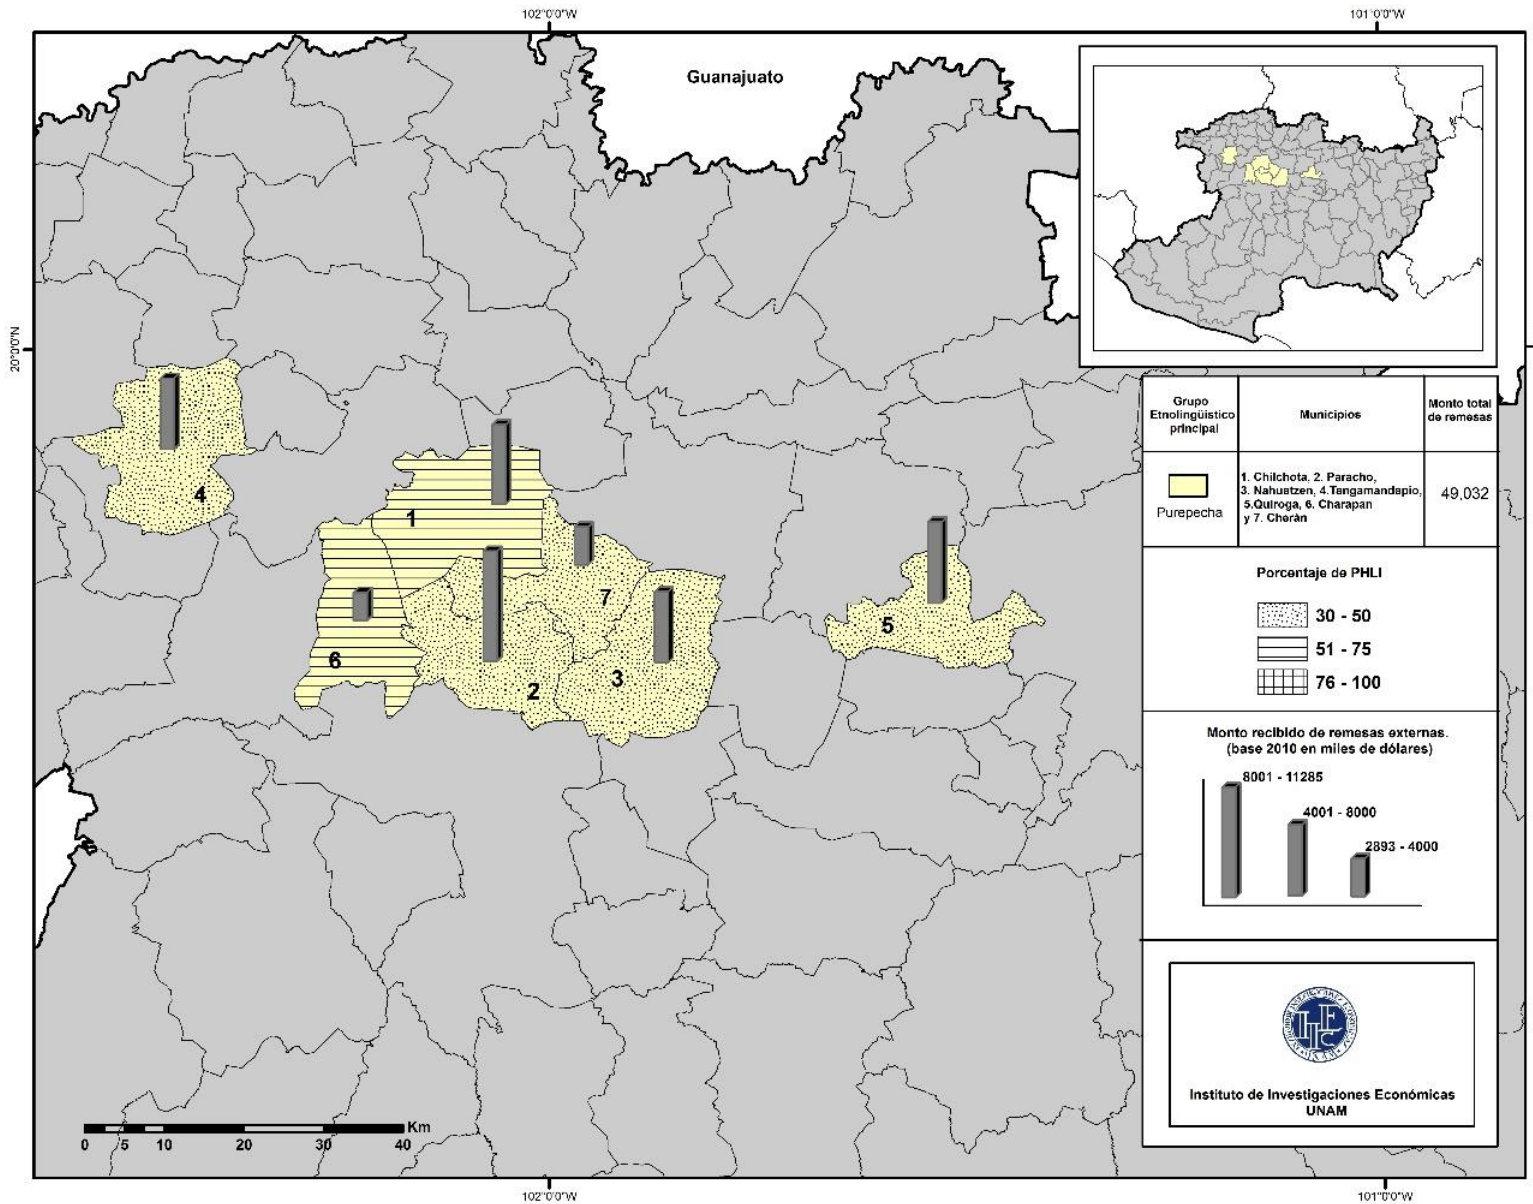 102°0'0"W
101°0'0"W
Guanajuato
20°0'0"N
4
1
7
6
2
3
5
Grupo
Etnolingüístico
principal
Municipios
Monto total
de remesas
Purepecha
1. Chilchota, 2. Paracho,
3. Nahuatzen, 4.Tangamandapio,
5.Quiroga, 6. Charapan
y 7. Cherán
49,032
Porcentaje de PHLI
30 - 50
51 - 75
76 - 100
Monto recibido de remesas externas.
(base 2010 en miles de dólares)
8001 - 11285
4001 - 8000
2893 - 4000
Instituto de Investigaciones Económicas
UNAM
Km
0 5 10 20 30 40
102°0'0"W
101°0'0"W